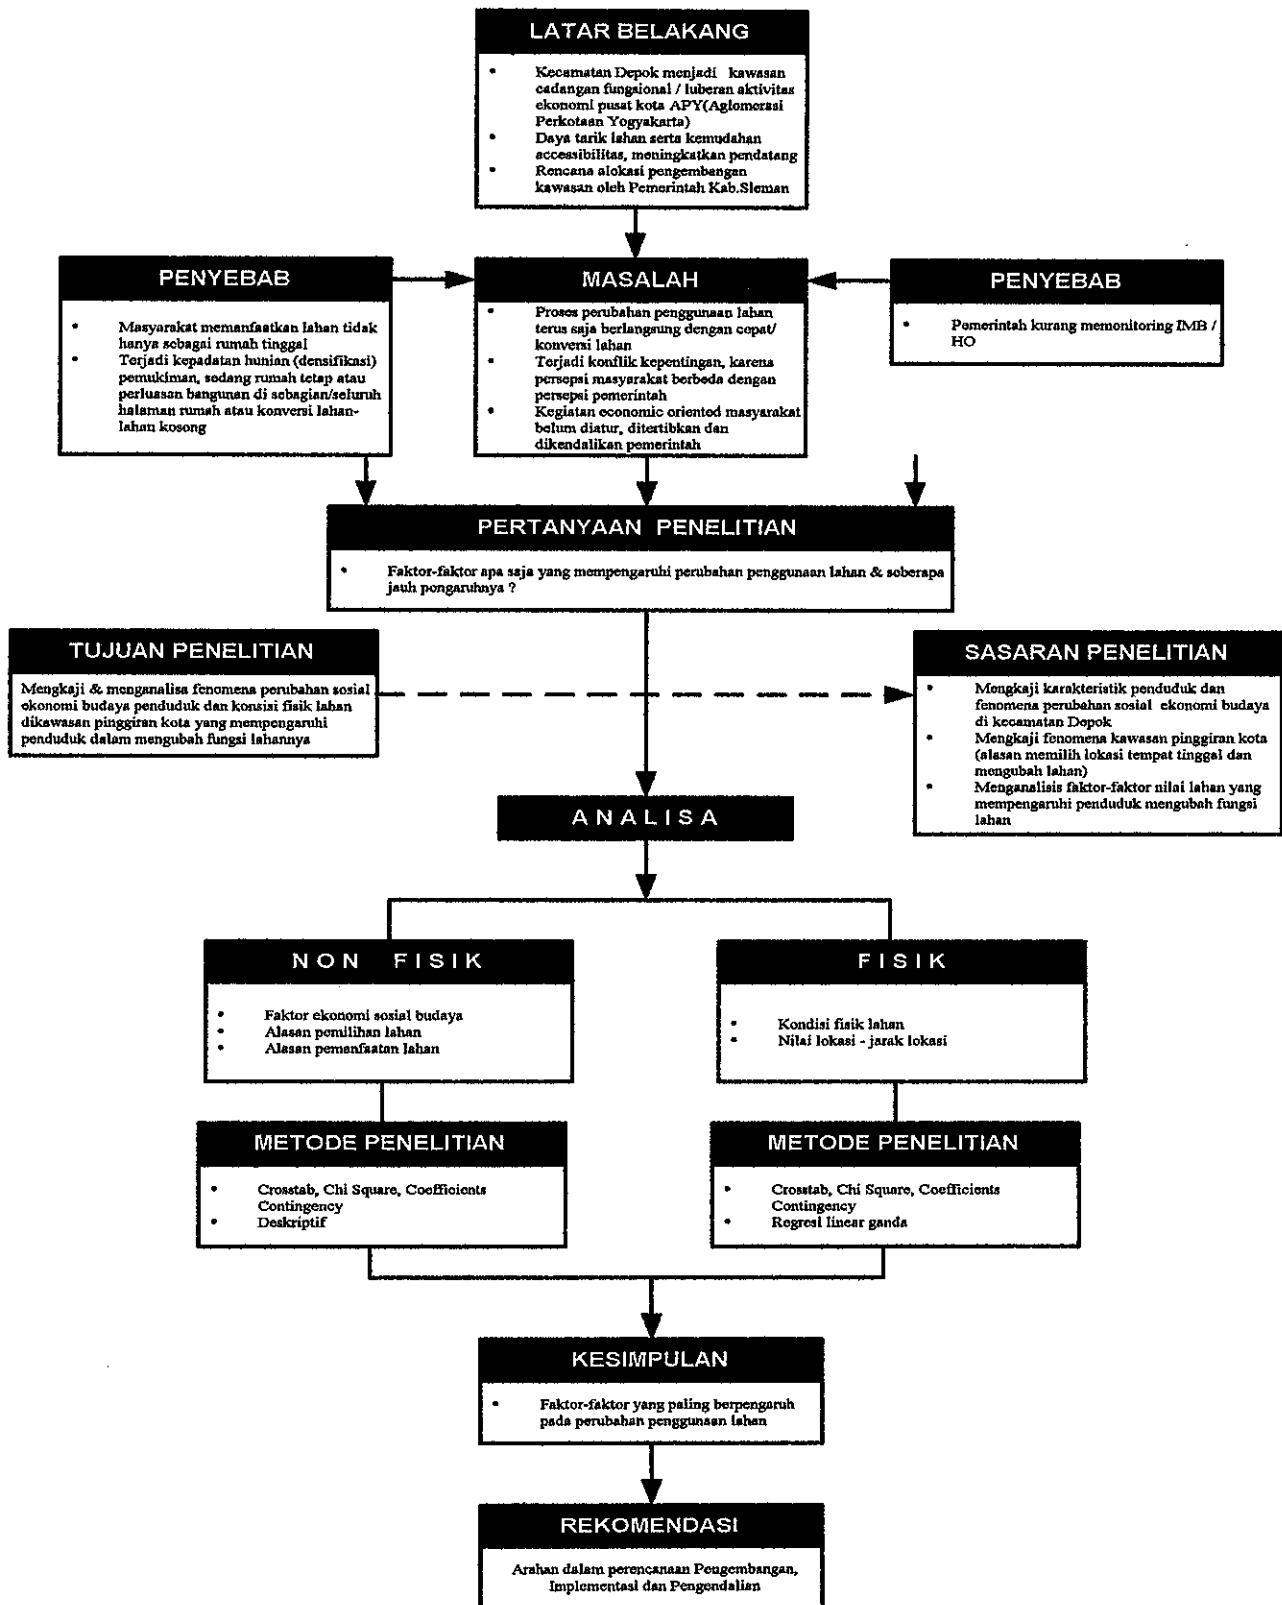 LATAR BELAKANG
• Kecamatan Depok menjadi kawasan
cadangan fungsional / luberan aktivitas
ekonomi pusat kota APY(Aglomerasi
Perkotaan Yogyakarta)
• Daya tarik lahan serta kemudahan
accessibilitas, meningkatkan pendatang
• Rencana alokasi pengembangan
kawasan oleh Pemerintah Kab.Sleman
PENYEBAB
• Masyarakat memanfaatkan lahan tidak
hanya sebagai rumah tinggal
• Terjadi kepadatan hunian (densifikasi)
pemukiman, sedang rumah tetap atau
perluasan bangunan di sebagian/seluruh
halaman rumah atau konversi lahan-
lahan kosong
MASALAH
• Proses perubahan penggunaan lahan
terus saja berlangsung dengan cepat/
konversi lahan
• Terjadi konflik kepentingan, karena
persepsi masyarakat berbeda dengan
persepsi pemerintah
• Kegiatan economic oriented masyarakat
belum diatur, ditertibkan dan
dikendalikan pemerintah
PENYEBAB
• Pemerintah kurang memonitoring IMB /
HO
PERTANYAAN PENELITIAN
• Faktor-faktor apa saja yang mempengaruhi perubahan penggunaan lahan & seberapa
jauh pengaruhnya ?
TUJUAN PENELITIAN
Mengkaji & menganalisa fenomena perubahan sosial
ekonomi budaya penduduk dan konsisi fisik lahan
dikawasan pinggiran kota yang mempengaruhi
penduduk dalam mengubah fungsi lahannya
SASARAN PENELITIAN
• Mengkaji karakteristik penduduk dan
fenomena perubahan sosial ekonomi budaya
di kecamatan Depok
• Mengkaji fenomena kawasan pinggiran kota
(alasan memilih lokasi tempat tinggal dan
mengubah lahan)
• Menganalisis faktor-faktor nilai lahan yang
mempengaruhi penduduk mengubah fungsi
lahan
ANALISA
NON FISIK
• Faktor ekonomi sosial budaya
• Alasan pemilihan lahan
• Alasan pemanfaatan lahan
FISIK
• Kondisi fisik lahan
• Nilai lokasi - jarak lokasi
METODE PENELITIAN
• Crosstab, Chi Square, Coefficients
Contingency
• Deskriptif
METODE PENELITIAN
• Crosstab, Chi Square, Coefficients
Contingency
• Regresi linear ganda
KESIMPULAN
• Faktor-faktor yang paling berpengaruh
pada perubahan penggunaan lahan
REKOMENDASI
Arahan dalam perencanaan Pengembangan,
Implementasi dan Pengendalian